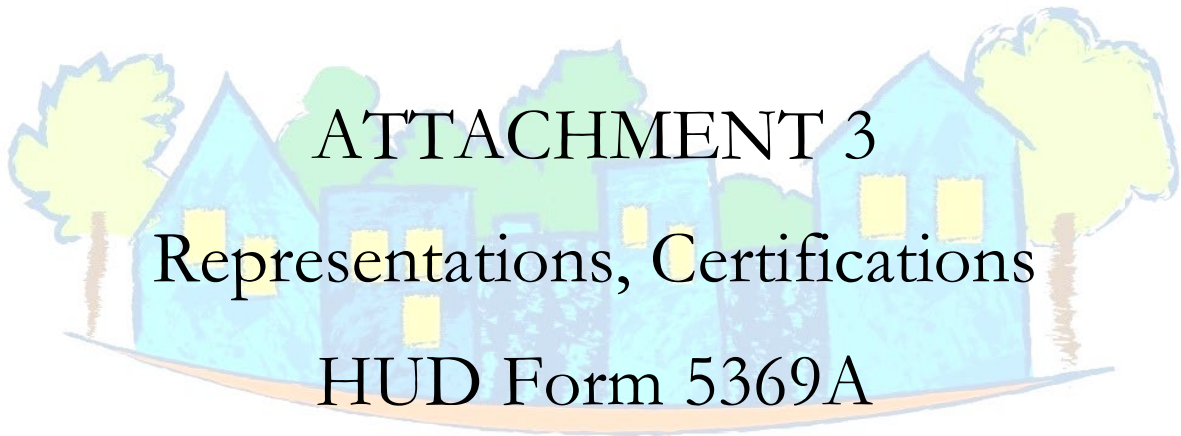 ATTACHMENT 3
Representations, Certifications
HUD Form 5369A